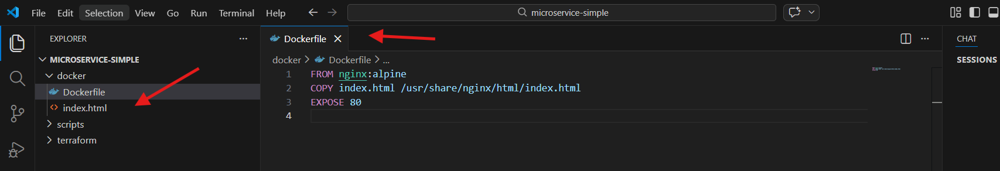 File Edit Selection View Go Run Terminal Help
microservice-simple
EXPLORER ...
MICROSERVICE-SIMPLE
docker
Dockerfile
index.html
scripts
terraform
Dockerfile
docker > Dockerfile > ...
1 FROM nginx:alpine
2 COPY index.html /usr/share/nginx/html/index.html
3 EXPOSE 80
4
...
CHAT
SESSIONS